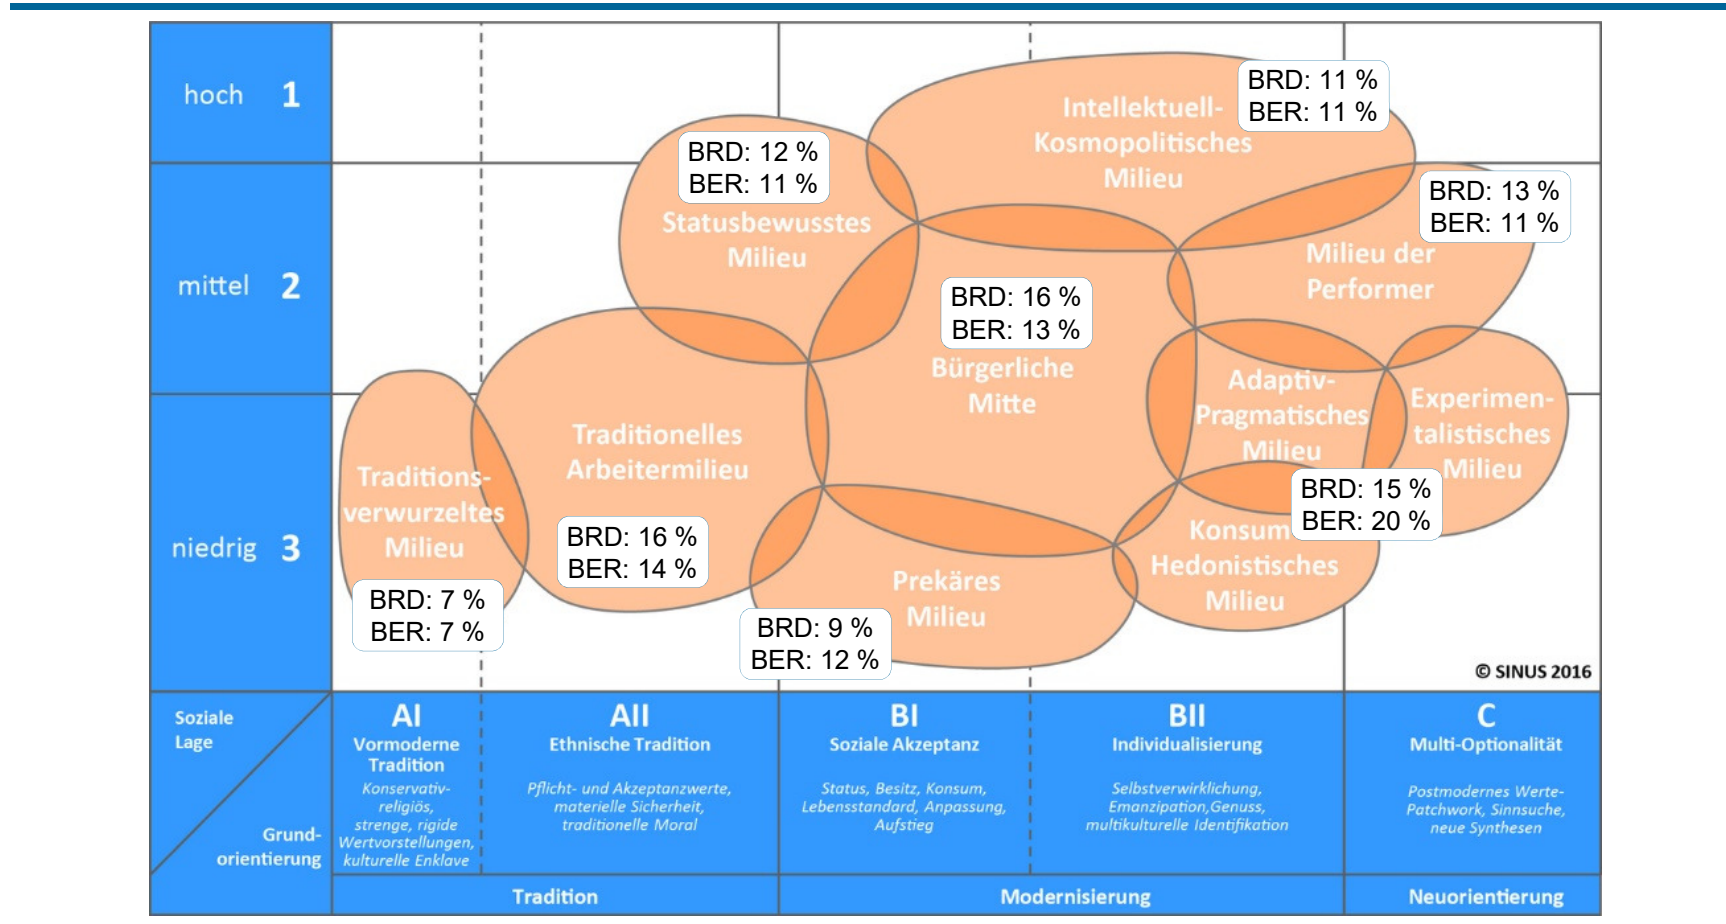 hoch 1
mittel 2
niedrig 3
BRD: 11 %
BER: 11 %
Intellektuell-
Kosmopolitisches
Milieu
BRD: 12 %
BER: 11 %
Statusbewusstes
Milieu
BRD: 13 %
BER: 11 %
Milieu der
Performer
BRD: 16 %
BER: 13 %
Bürgerliche
Mitte
Adaptiv-
Pragmatisches
Milieu
Experimen-
talistisches
Milieu
Traditionelles
Arbeitermilieu
BRD: 16 %
BER: 14 %
Traditions-
verwurzeltes
Milieu
BRD: 7 %
BER: 7 %
BRD: 15 %
BER: 20 %
Konsum
Hedonistisches
Milieu
Prekäres
Milieu
BRD: 9 %
BER: 12 %
© SINUS 2016
Soziale
Lage
Grund-
orientierung
AI
Vormoderne
Tradition
Konservativ-
religiös,
strenge, rigide
Wertvorstellungen,
kulturelle Enklave
AII
Ethnische Tradition
Pflicht- und Akzeptanzwerte,
materielle Sicherheit,
traditionelle Moral
BI
Soziale Akzeptanz
Status, Besitz, Konsum,
Lebensstandard, Anpassung,
Aufstieg
BII
Individualisierung
Selbstverwirklichung,
Emanzipation,Genuss,
multikulturelle Identifikation
C
Multi-Optionalität
Postmodernes Werte-
Patchwork, Sinnsuche,
neue Synthesen
Tradition
Modernisierung
Neuorientierung